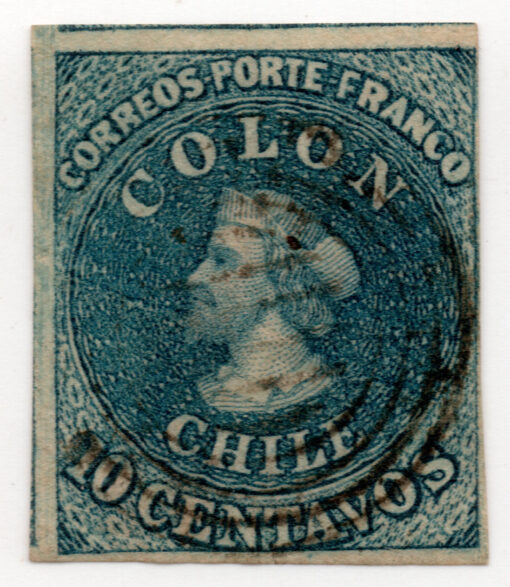 CORREOS PORTE FRANCO
COLON
CHILE
10 CENTAVOS